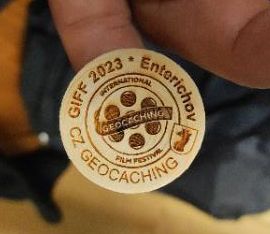 GIFF 2023 * Enterichov
CZ GEOCACHING
INTERNATIONAL
GEOCACHING
FILM FESTIVAL